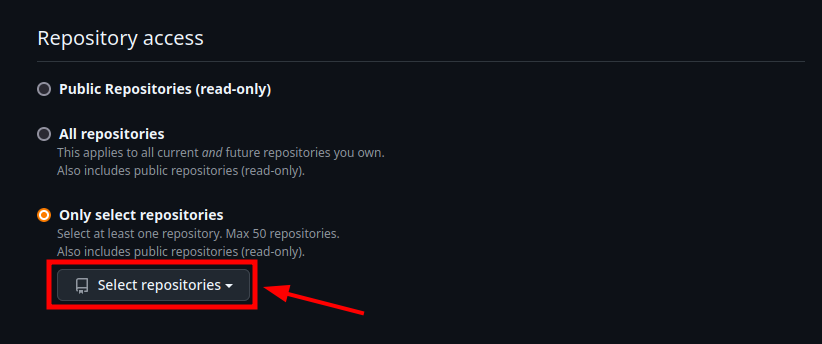 Repository access
Public Repositories (read-only)
All repositories
This applies to all current and future repositories you own.
Also includes public repositories (read-only).
Only select repositories
Select at least one repository. Max 50 repositories.
Also includes public repositories (read-only).
Select repositories